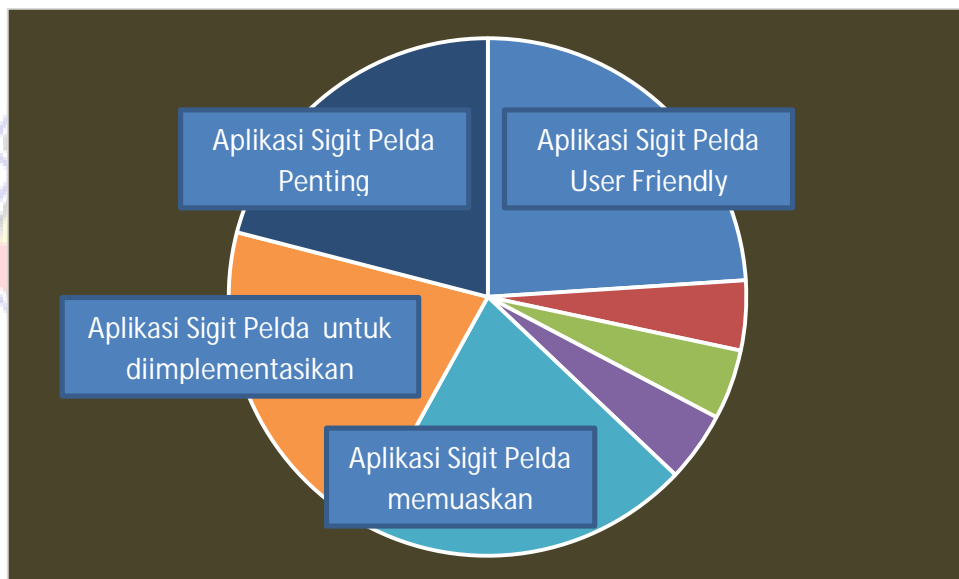 Aplikasi Sigit Pelda
Penting
Aplikasi Sigit Pelda
User Friendly
Aplikasi Sigit Pelda  untuk
diimplementasikan
Aplikasi Sigit Pelda
memuaskan